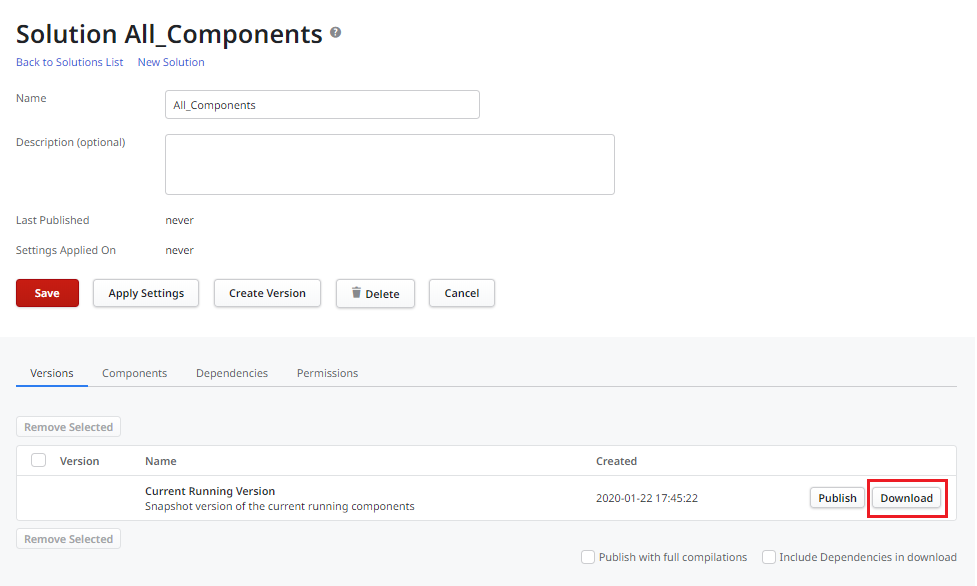 Solution All_Components ?
Back to Solutions List New Solution
Name All_Components
Description (optional)
Last Published never
Settings Applied On never
Save Apply Settings Create Version Delete Cancel
Versions Components Dependencies Permissions
Remove Selected
Version Name Created
Current Running Version
Snapshot version of the current running components 2020-01-22 17:45:22 Publish Download
Remove Selected
Publish with full compilations Include Dependencies in download